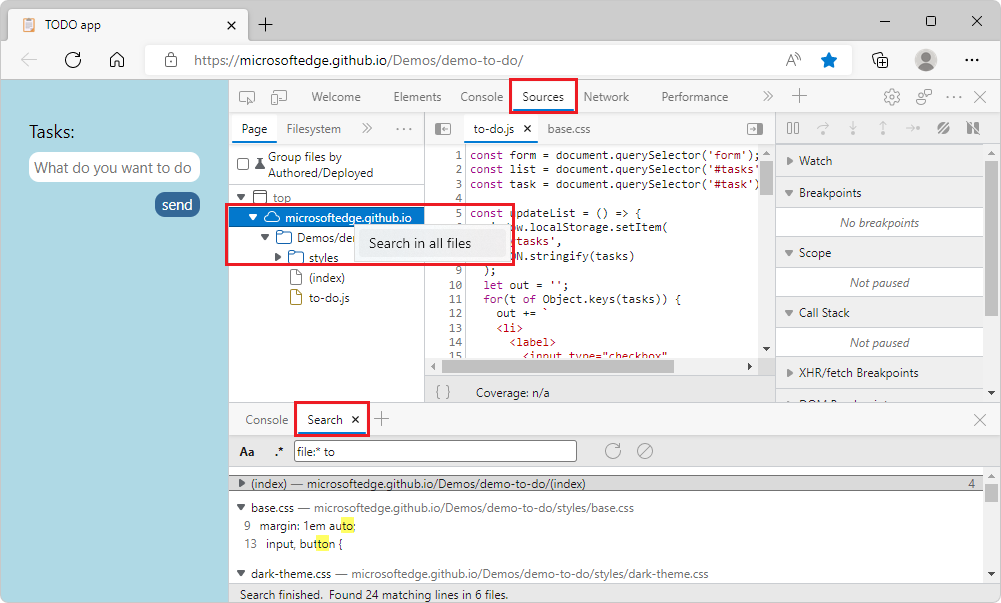 TODO app
https://microsoftedge.github.io/Demos/demo-to-do/
Tasks:
What do you want to do
send
Welcome
Elements
Console
Sources
Network
Performance
Page
Filesystem
to-do.js
base.css
Group files by
Authored/Deployed
top
microsoftedge.github.io
Demos/de
Search in all files
styles
(index)
to-do.js
1 const form = document.querySelector('form');
2 const list = document.querySelector('#tasks'
3 const task = document.querySelector('#task')
4
5 const updateList = () => {
w.localStorage.setItem(
tasks',
N.stringify(tasks)
9 );
10 let out = '';
11 for(t of Object.keys(tasks)) {
12 out += `
13 <li>
14 <label>
15 <input type="checkbox"
{ } Coverage: n/a
Watch
Breakpoints
No breakpoints
Scope
Not paused
Call Stack
Not paused
XHR/fetch Breakpoints
Console
Search
Aa .* file:* to
(index) — microsoftedge.github.io/Demos/demo-to-do/(index) 4
base.css — microsoftedge.github.io/Demos/demo-to-do/styles/base.css
9 margin: 1em auto;
13 input, button {
dark-theme.css — microsoftedge.github.io/Demos/demo-to-do/styles/dark-theme.css
Search finished. Found 24 matching lines in 6 files.